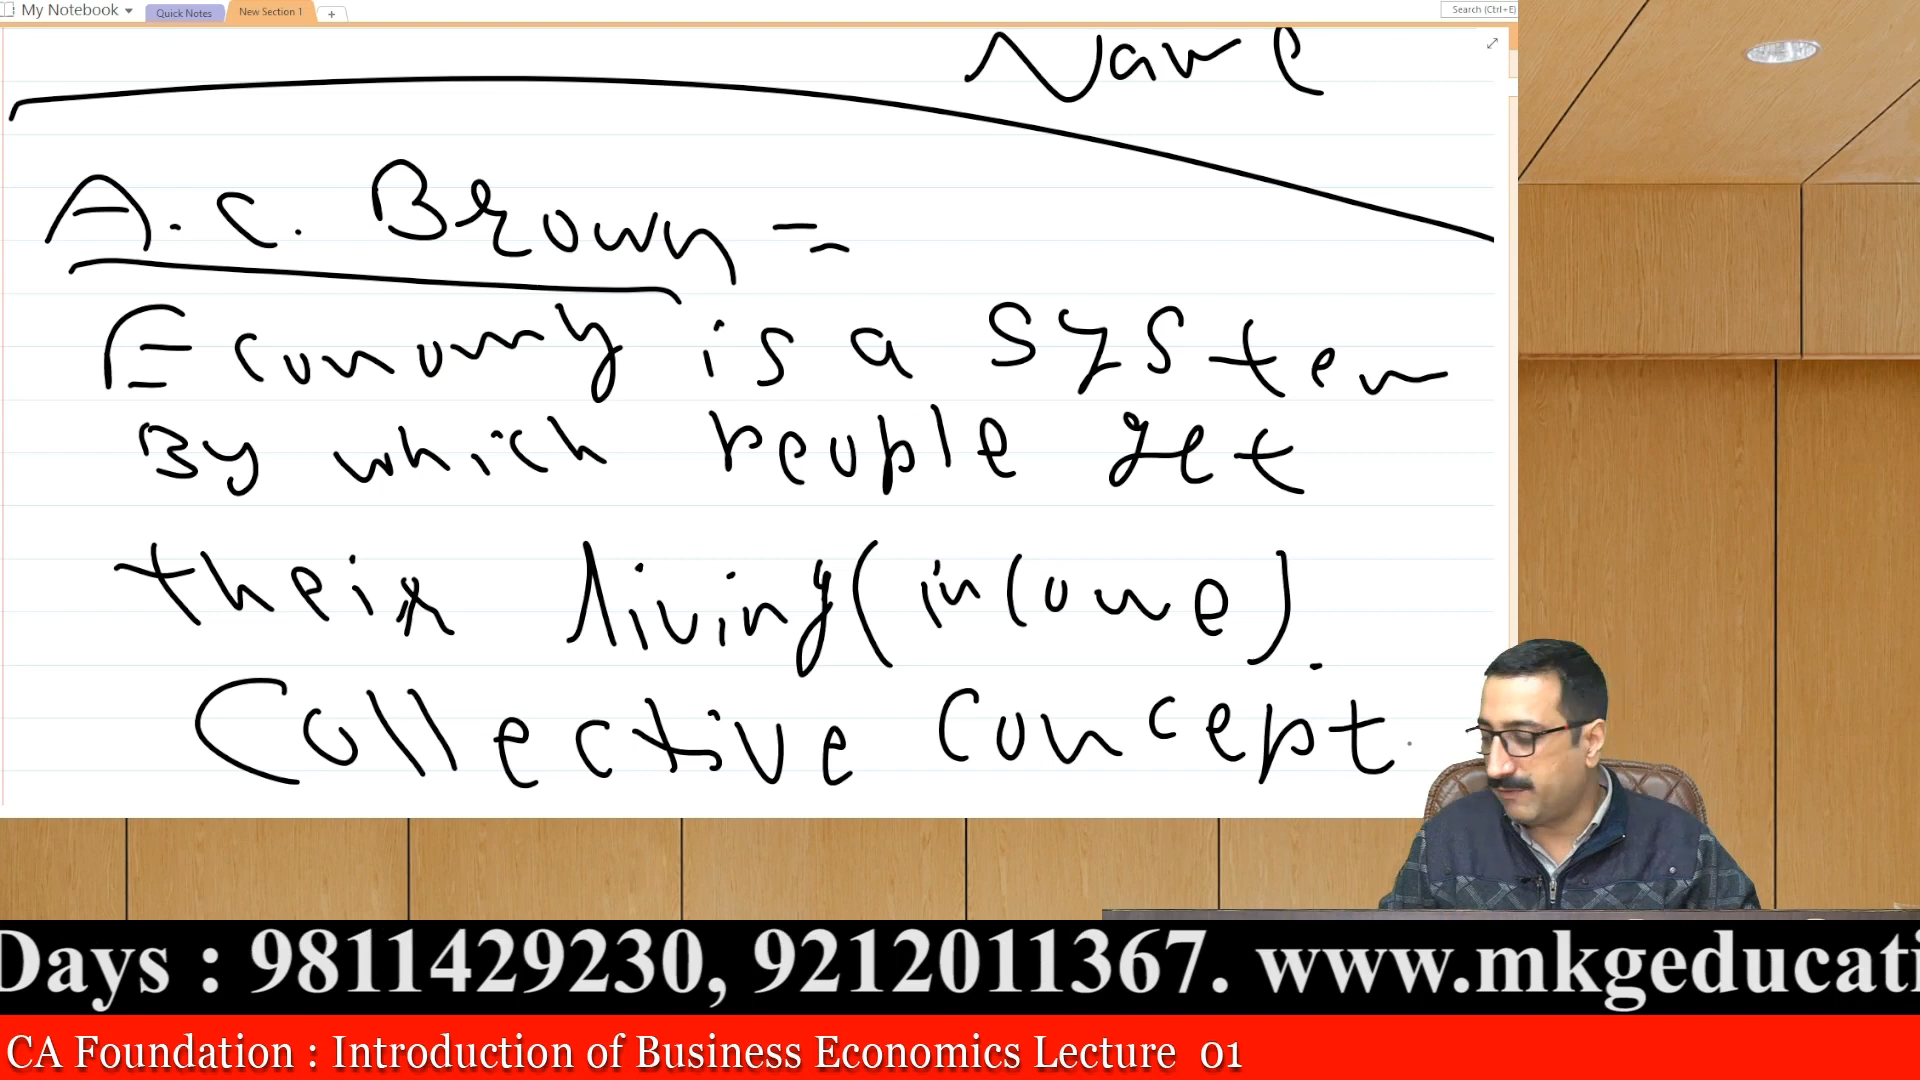 My Notebook
Quick Notes
New Section 1
Search (Ctrl+E)
Name
A.C. Brown =
Economy is a system
By which people get
their living (income).
Collective concept.
Days : 9811429230, 9212011367. www.mkgeducati
CA Foundation : Introduction of Business Economics Lecture 01